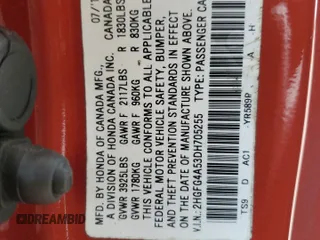 MFD. BY HONDA OF CANADA MFG.,
A DIVISION OF HONDA CANADA INC.
CANADA 07/1
GVWR 3925LBS GAWR F 2117LBS R 1830LBS
GVWR 1780KG GAWR F 960KG R 830KG
THIS VEHICLE CONFORMS TO ALL APPLICABLE
FEDERAL MOTOR VEHICLE SAFETY, BUMPER,
AND THEFT PREVENTION STANDARDS IN EFFECT
ON THE DATE OF MANUFACTURE SHOWN ABOVE.
V.I.N.: 2HGFG4A53DH705255 TYPE: PASSENGER CA
YR589P A H
TS9 D AC1
BIDCARS